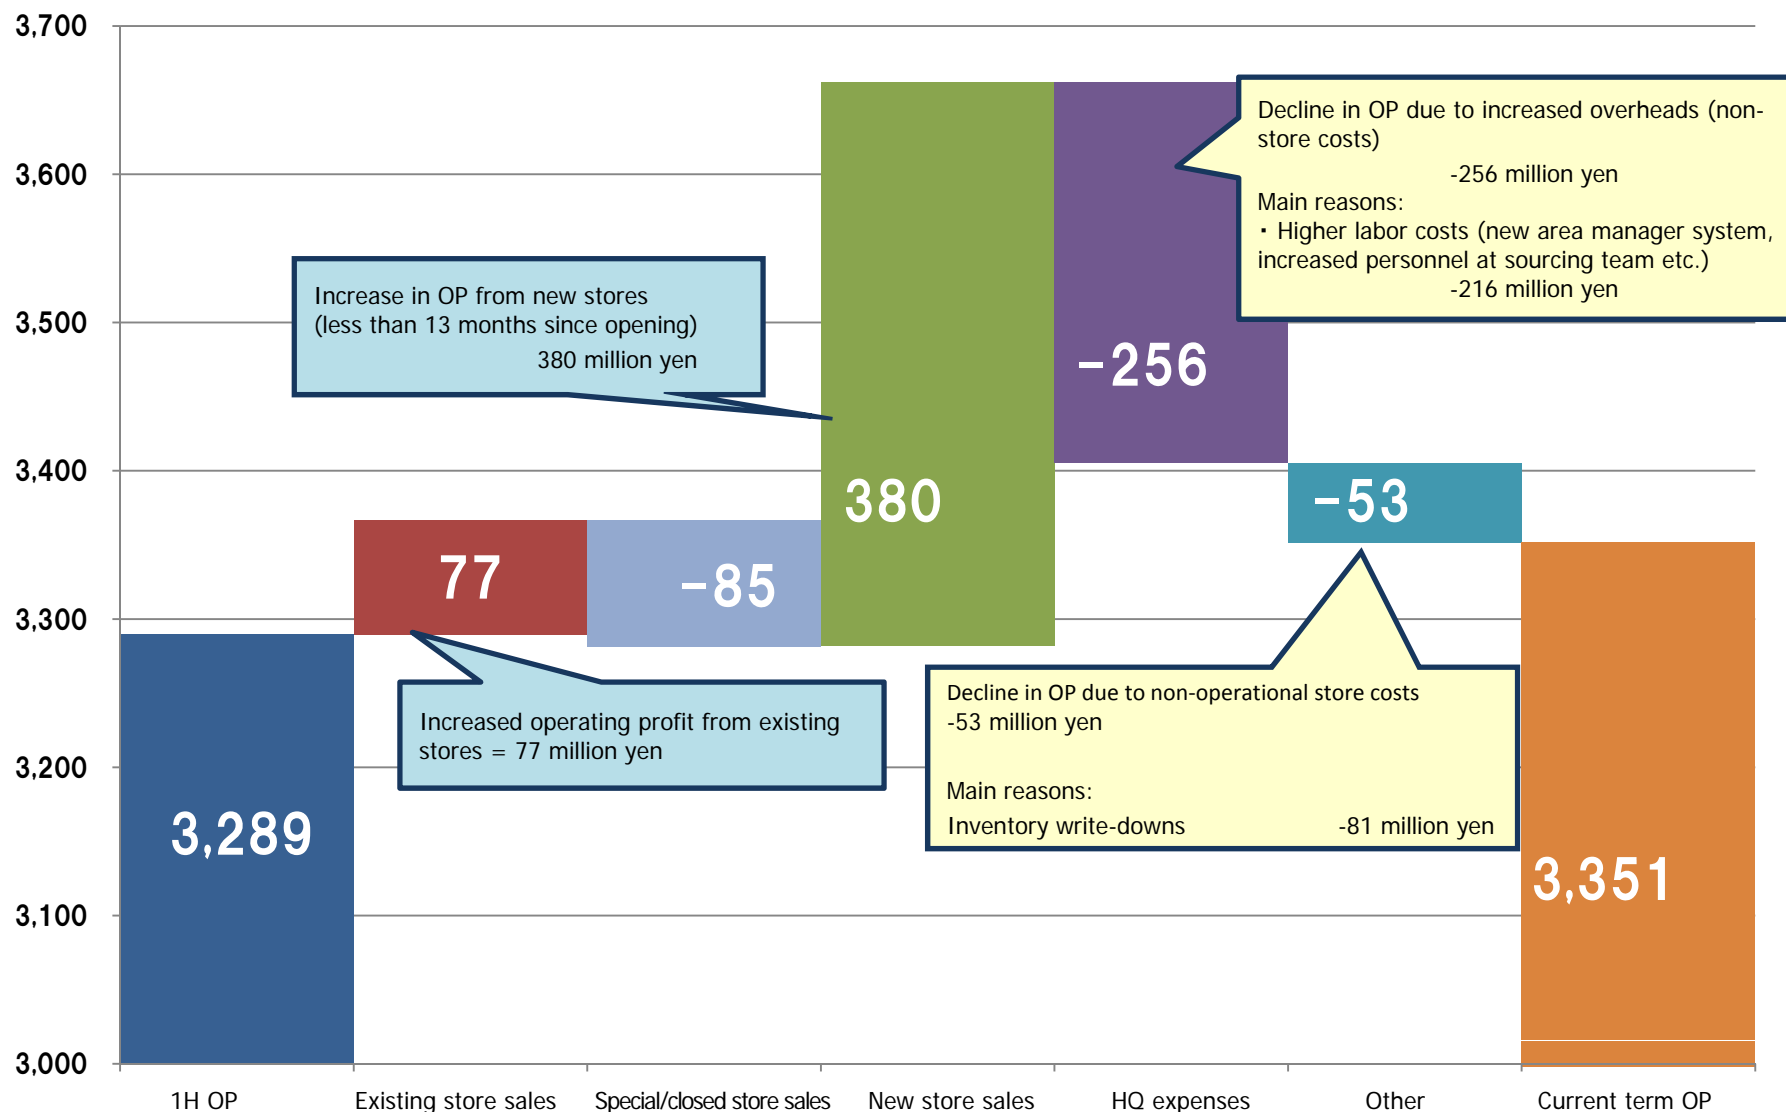 3,700
3,600
3,500
3,400
3,300
3,200
3,100
3,000
Decline in OP due to increased overheads (non-
store costs)
-256 million yen
Main reasons:
・Higher labor costs (new area manager system,
increased personnel at sourcing team etc.)
-216 million yen
Increase in OP from new stores
(less than 13 months since opening)
380 million yen
Increased operating profit from existing
stores = 77 million yen
Decline in OP due to non-operational store costs
-53 million yen
Main reasons:
Inventory write-downs -81 million yen
3,289
77
-85
380
-256
-53
3,351
1H OP
Existing store sales
Special/closed store sales
New store sales
HQ expenses
Other
Current term OP